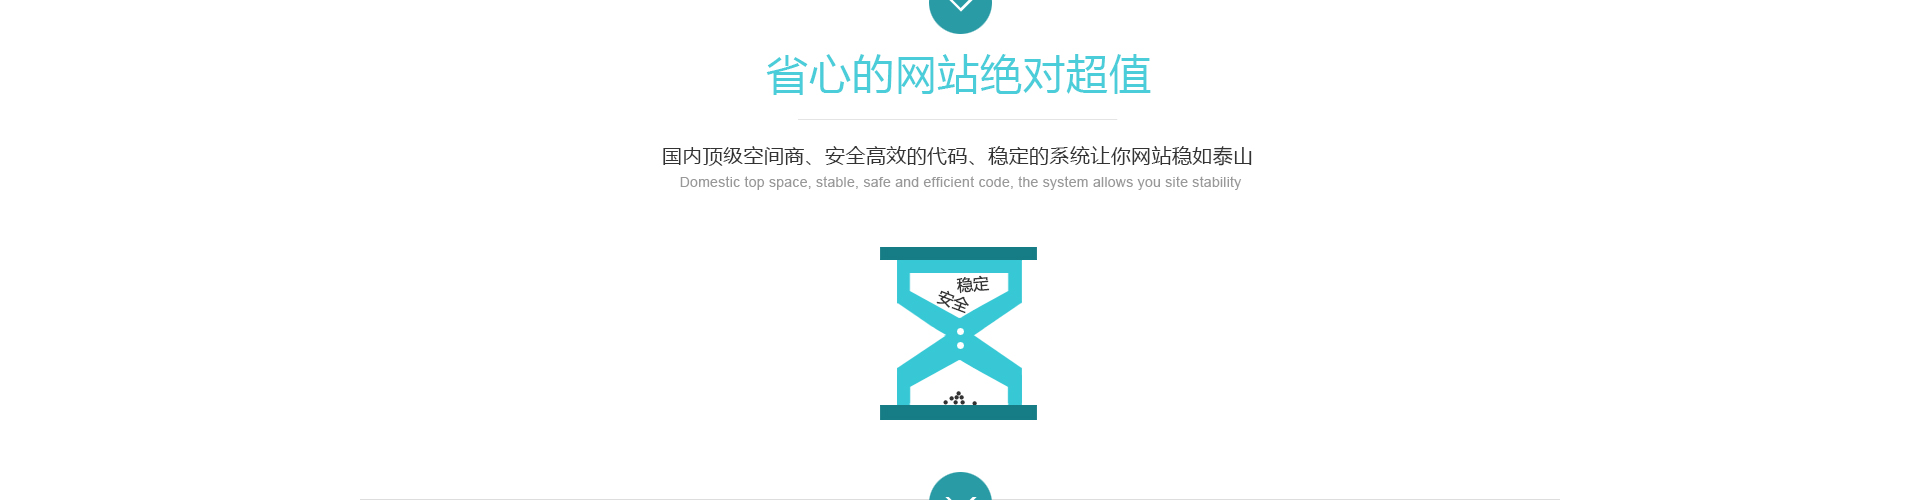 省心的网站绝对超值
国内顶级空间商、安全高效的代码、稳定的系统让你网站稳如泰山
Domestic top space, stable, safe and efficient code, the system allows you site stability
稳定
安全